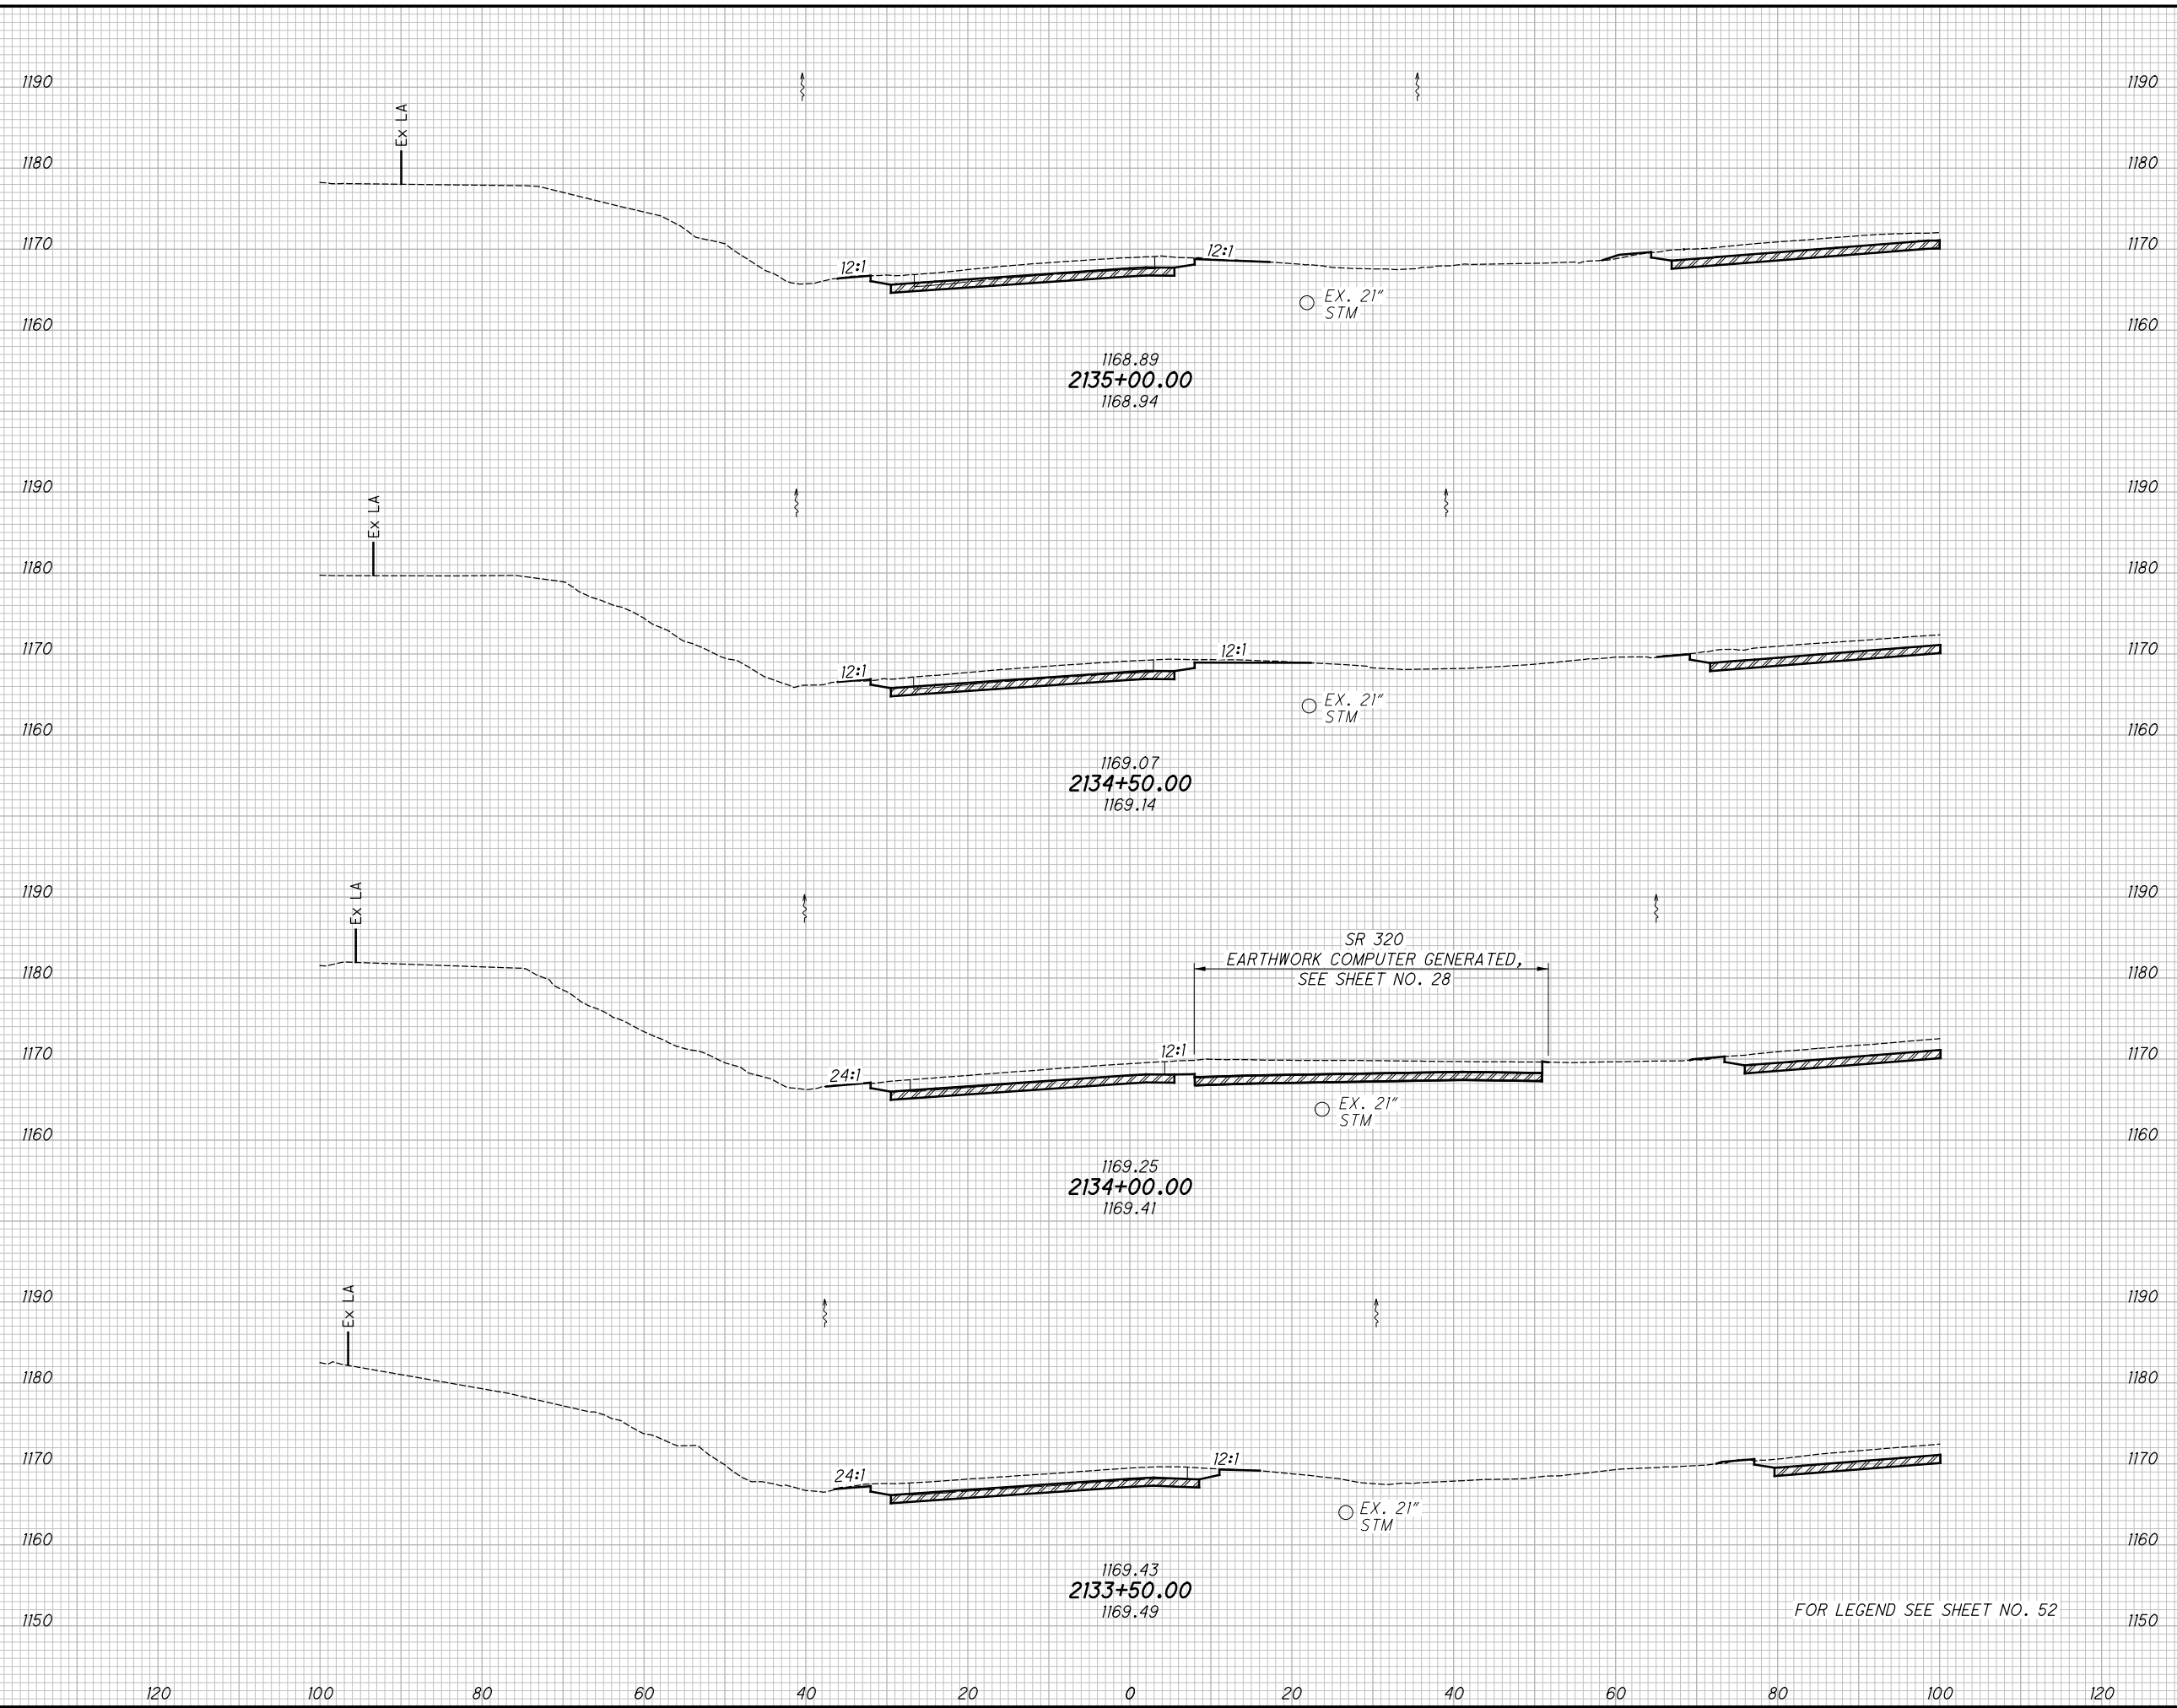 1190 1190
Ex LA
1180 1180
1170 12:1 12:1 1170
EX. 21"
STM
1160 1160
1168.89
2135+00.00
1168.94
1190 1190
Ex LA
1180 1180
1170 12:1 12:1 1170
EX. 21"
STM
1160 1160
1169.07
2134+50.00
1169.14
1190 1190
Ex LA
SR 320
EARTHWORK COMPUTER GENERATED,
SEE SHEET NO. 28
1180 1180
1170 24:1 12:1 1170
EX. 21"
STM
1160 1160
1169.25
2134+00.00
1169.41
1190 1190
Ex LA
1180 1180
1170 24:1 12:1 1170
EX. 21"
STM
1160 1160
1169.43
2133+50.00
1169.49
FOR LEGEND SEE SHEET NO. 52
1150 1150
120 100 80 60 40 20 0 20 40 60 80 100 120